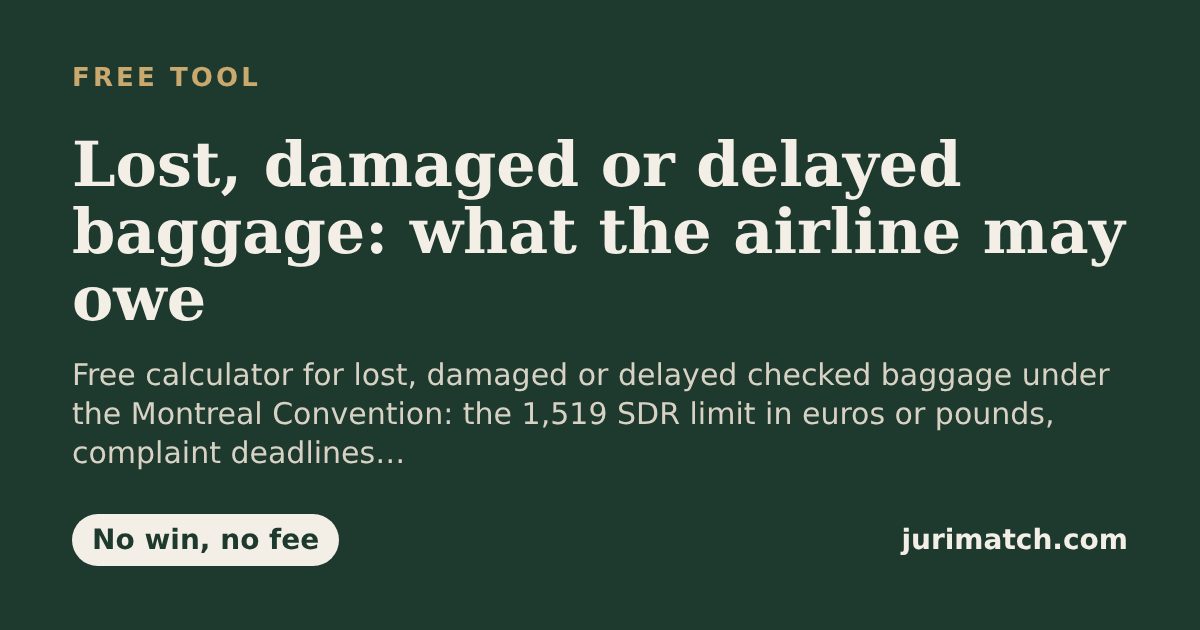 FREE TOOL
Lost, damaged or delayed
baggage: what the airline may
owe
Free calculator for lost, damaged or delayed checked baggage under
the Montreal Convention: the 1,519 SDR limit in euros or pounds,
complaint deadlines…
No win, no fee
jurimatch.com